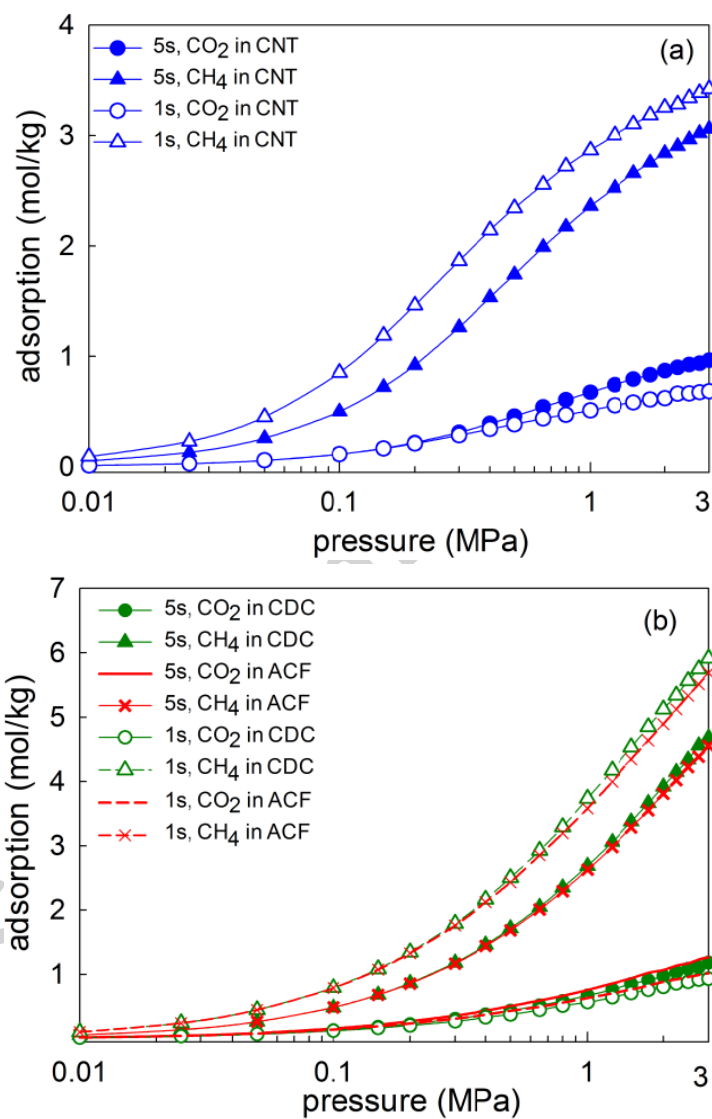 4
(a)
5s, CO2 in CNT
5s, CH4 in CNT
1s, CO2 in CNT
1s, CH4 in CNT
3
2
1
0
adsorption (mol/kg)
0.01
0.1
1
3
pressure (MPa)
7
(b)
5s, CO2 in CDC
5s, CH4 in CDC
5s, CO2 in ACF
5s, CH4 in ACF
1s, CO2 in CDC
1s, CH4 in CDC
1s, CO2 in ACF
1s, CH4 in ACF
6
5
4
3
2
1
adsorption (mol/kg)
0.01
0.1
1
3
pressure (MPa)